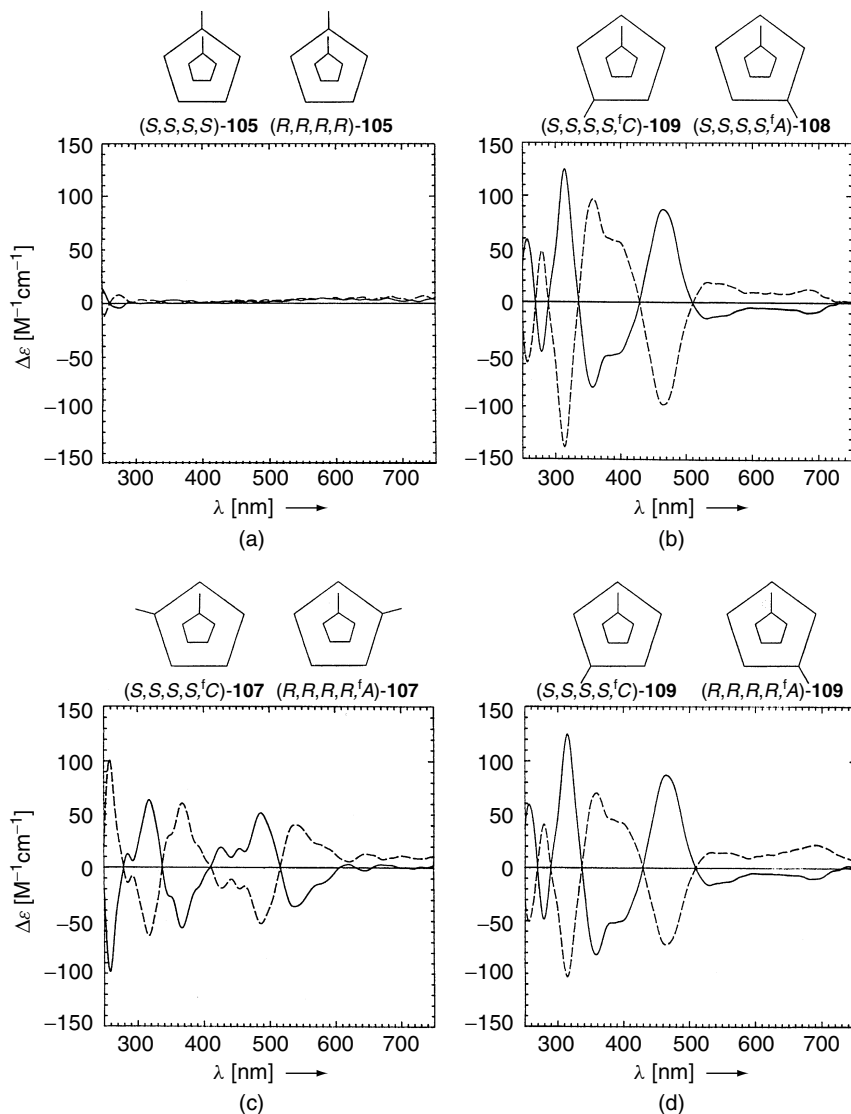 (S,S,S,S)-105 (R,R,R,R)-105
(S,S,S,S,ᶠC)-109 (S,S,S,S,ᶠA)-108
150
100
50
0
−50
−100
−150
Δε [M⁻¹cm⁻¹]
300 400 500 600 700
λ [nm]
(a)
150
100
50
0
−50
−100
−150
300 400 500 600 700
λ [nm]
(b)
(S,S,S,S,ᶠC)-107 (R,R,R,R,ᶠA)-107
(S,S,S,S,ᶠC)-109 (R,R,R,R,ᶠA)-109
150
100
50
0
−50
−100
−150
Δε [M⁻¹cm⁻¹]
300 400 500 600 700
λ [nm]
(c)
150
100
50
0
−50
−100
−150
300 400 500 600 700
λ [nm]
(d)